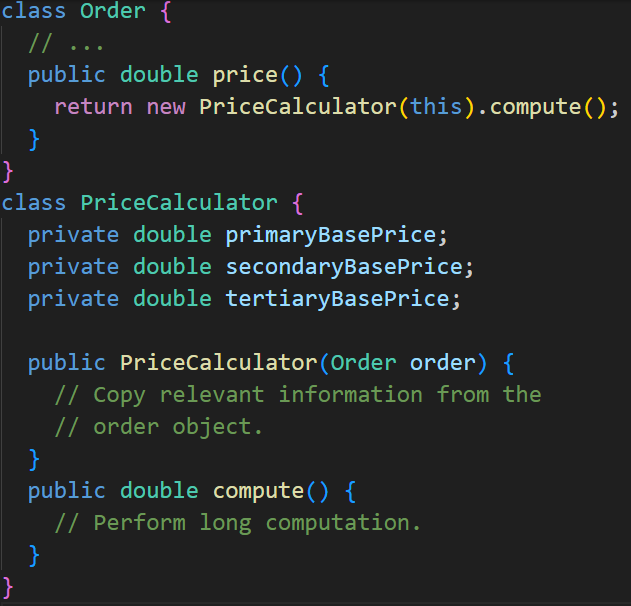 class Order {
  // ...
  public double price() {
    return new PriceCalculator(this).compute();
  }
}
class PriceCalculator {
  private double primaryBasePrice;
  private double secondaryBasePrice;
  private double tertiaryBasePrice;

  public PriceCalculator(Order order) {
    // Copy relevant information from the
    // order object.
  }
  public double compute() {
    // Perform long computation.
  }
}